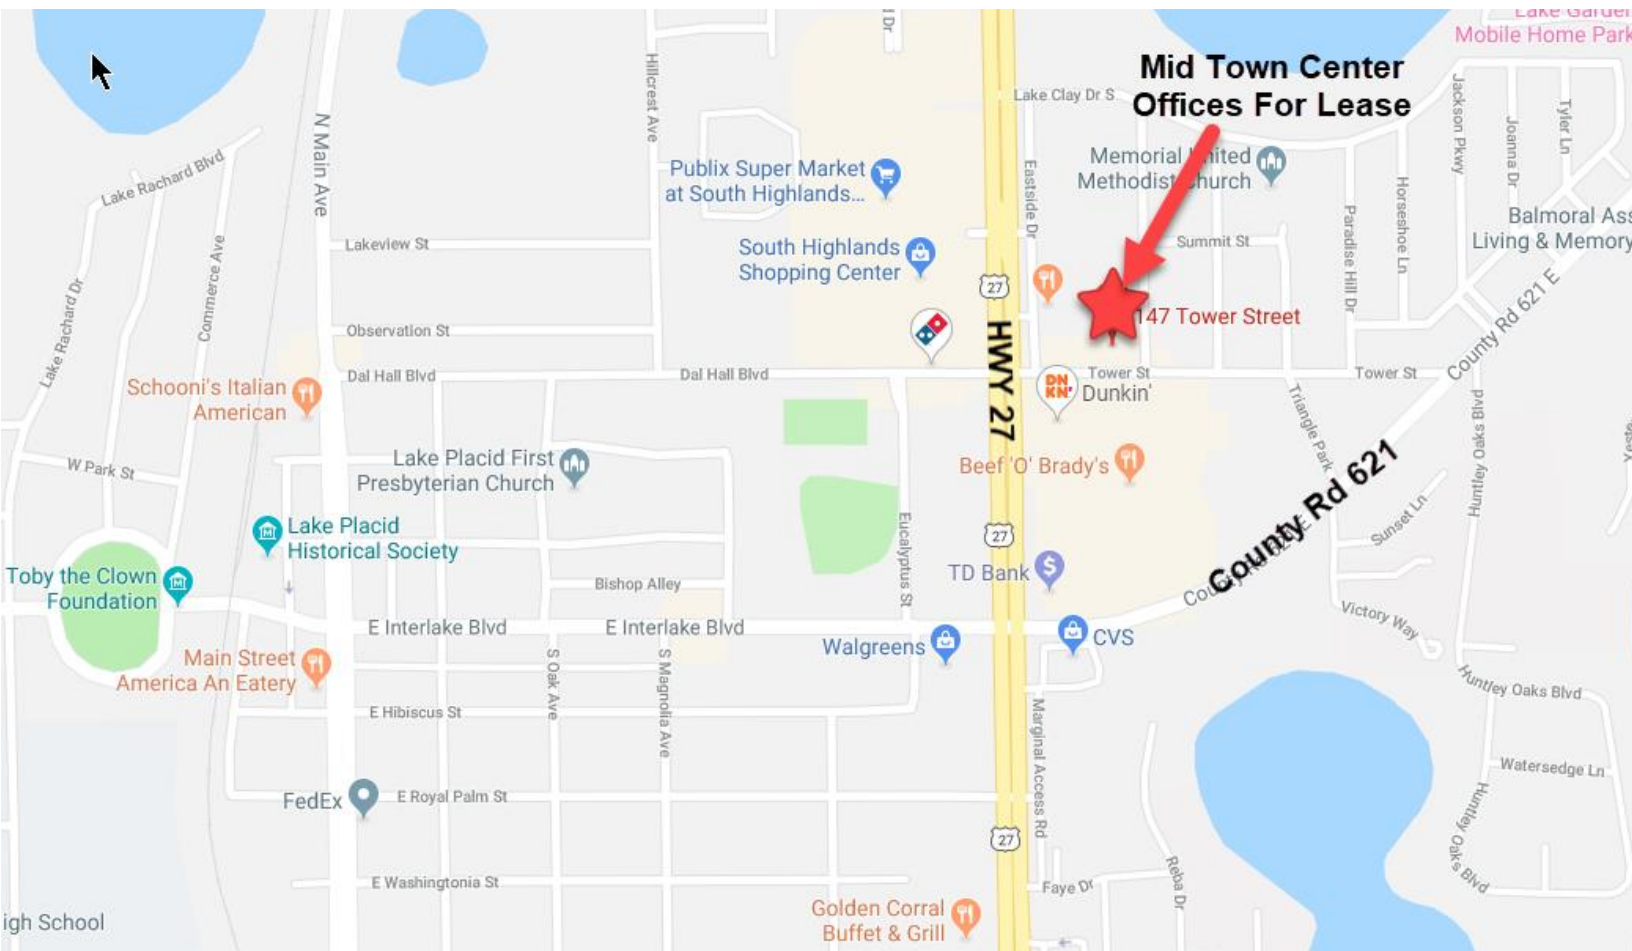 Lake Garden
Mobile Home Park
Mid Town Center
Offices For Lease
Lake Clay Dr S
Hillcrest Ave
N Main Ave
Jackson Pkwy
Joanna Dr
Tyler Ln
Lake Rachard Blvd
Publix Super Market
at South Highlands...
Memorial United
Methodist Church
Eastside Dr
Horseshoe Ln
Paradise Hill Dr
Balmoral Ass
Living & Memory
Lakeview St
Summit St
South Highlands
Shopping Center
Commerce Ave
Lake Rachard Dr
27
HWY 27
147 Tower Street
County Rd 621 E
Observation St
Dal Hall Blvd
Dal Hall Blvd
Tower St
Tower St
DN
KN'
Dunkin'
Schooni's Italian
American
Triangle Park
Huntley Oaks Blvd
W Park St
Lake Placid First
Presbyterian Church
Beef 'O' Brady's
County Rd 621
Sunset Ln
Lake Placid
Historical Society
27
Eucalyptus St
Toby the Clown
Foundation
Bishop Alley
TD Bank
Victory Way
E Interlake Blvd
E Interlake Blvd
Walgreens
CVS
Main Street
America An Eatery
S Oak Ave
S Magnolia Ave
Huntley Oaks Blvd
E Hibiscus St
Marginal Access Rd
Watersedge Ln
FedEx
E Royal Palm St
27
Huntley Oaks Blvd
E Washingtonia St
Faye Dr
Reba Dr
Golden Corral
Buffet & Grill
igh School